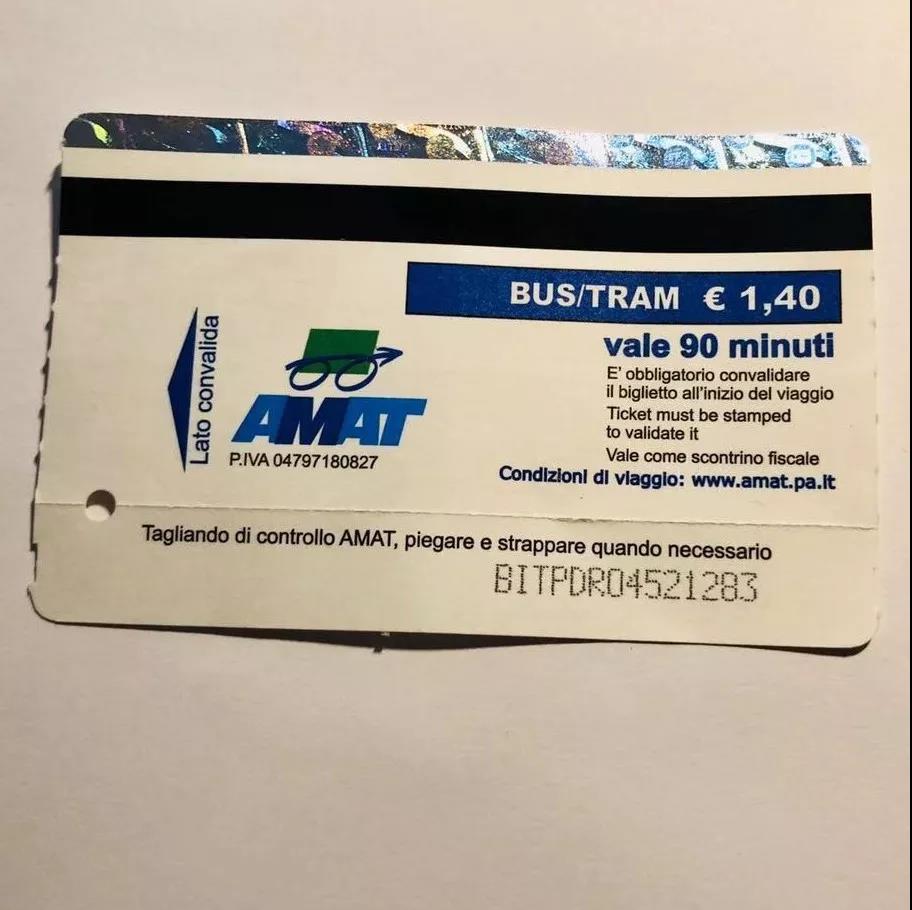 BUS/TRAM € 1,40
vale 90 minuti
E' obbligatorio convalidare
il biglietto all'inizio del viaggio
Ticket must be stamped
to validate it
Vale come scontrino fiscale
Condizioni di viaggio: www.amat.pa.it
Lato convalida
AMAT
P.IVA 04797180827
Tagliando di controllo AMAT, piegare e strappare quando necessario
BITPDR04521283